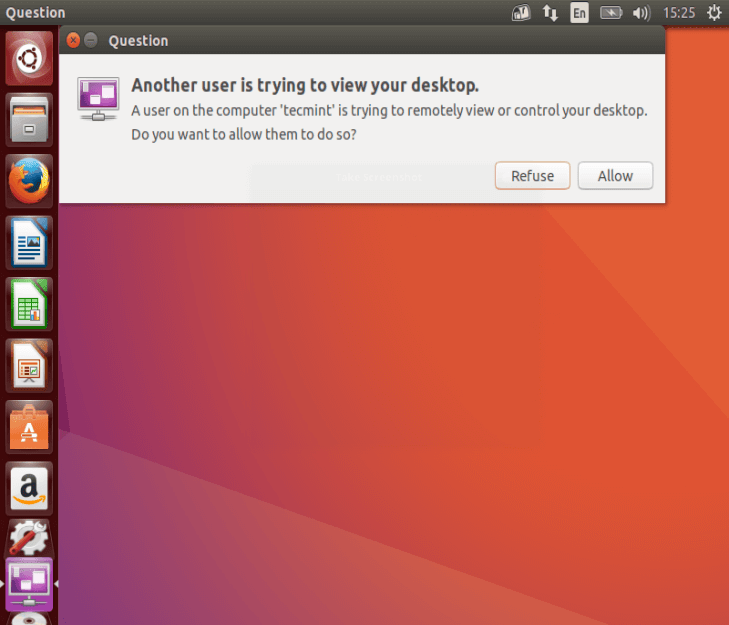 Question
En
15:25
Question
Another user is trying to view your desktop.
A user on the computer 'tecmint' is trying to remotely view or control your desktop.
Do you want to allow them to do so?
Refuse
Allow
a